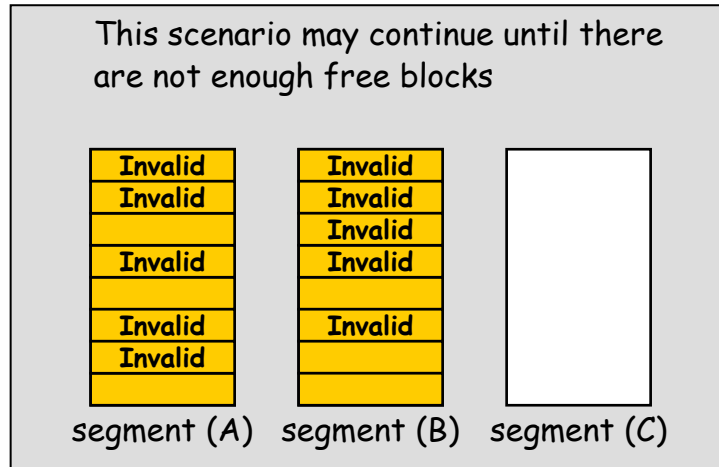 This scenario may continue until there
are not enough free blocks
Invalid Invalid
Invalid Invalid
Invalid
Invalid Invalid
Invalid Invalid
Invalid
segment (A) segment (B) segment (C)